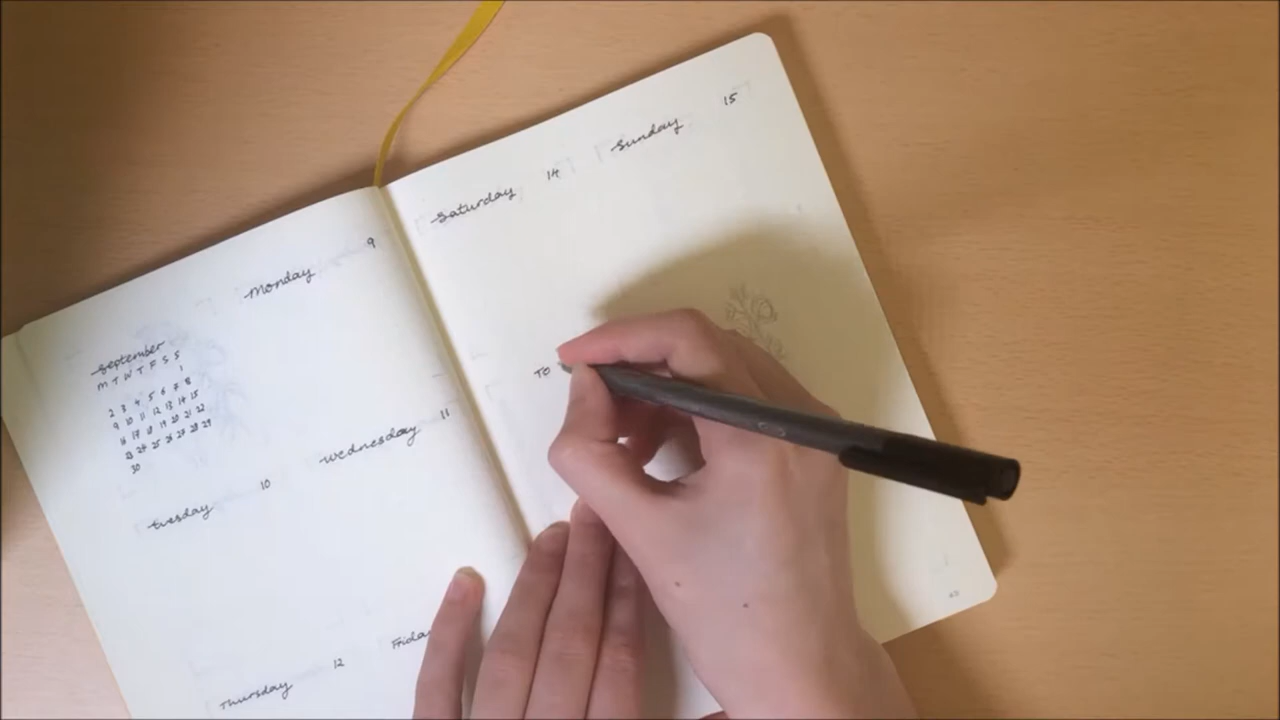 Monday 9
September
M T W T F S S
1
2 3 4 5 6 7 8
9 10 11 12 13 14 15
16 17 18 19 20 21 22
23 24 25 26 27 28 29
30
Tuesday 10
Wednesday 11
Thursday 12
Frida
Saturday 14
Sunday 15
TO